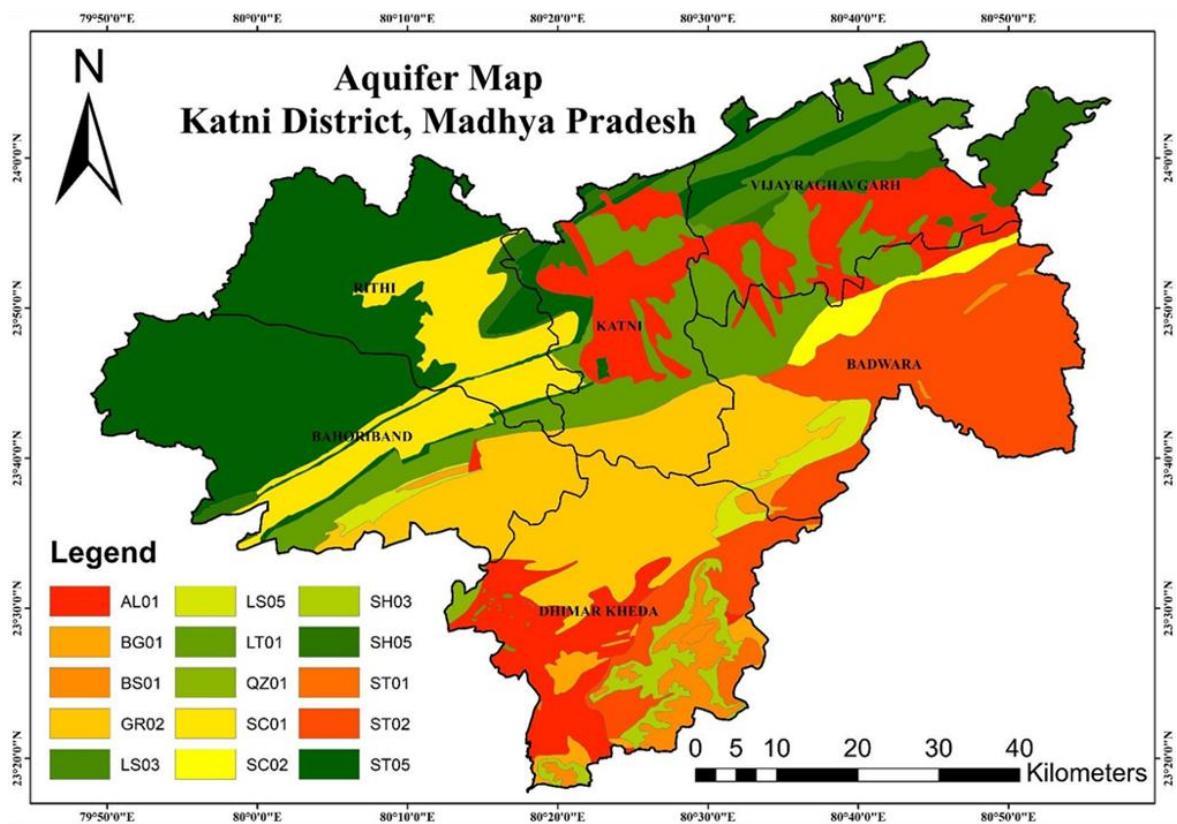 79°50'0"E 80°0'0"E 80°10'0"E 80°20'0"E 80°30'0"E 80°40'0"E 80°50'0"E
N
Aquifer Map
Katni District, Madhya Pradesh
24°0'0"N
24°0'0"N
VIJAYRAGHAVGARH
RITHI
23°50'0"N
23°50'0"N
KATNI
BADWARA
BAHORIBAND
23°40'0"N
23°40'0"N
Legend
AL01
BG01
BS01
GR02
LS03
LS05
LT01
QZ01
SC01
SC02
SH03
SH05
ST01
ST02
ST05
DHIMAR KHEDA
23°30'0"N
23°30'0"N
23°20'0"N
23°20'0"N
0 5 10 20 30 40
Kilometers
79°50'0"E 80°0'0"E 80°10'0"E 80°20'0"E 80°30'0"E 80°40'0"E 80°50'0"E